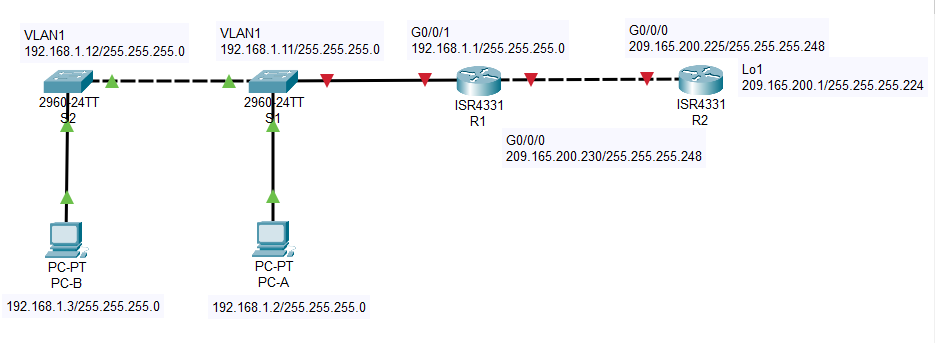 VLAN1
192.168.1.12/255.255.255.0
VLAN1
192.168.1.11/255.255.255.0
G0/0/1
192.168.1.1/255.255.255.0
G0/0/0
209.165.200.225/255.255.255.248
Lo1
209.165.200.1/255.255.255.224
2960-24TT
S2
2960-24TT
S1
ISR4331
R1
ISR4331
R2
G0/0/0
209.165.200.230/255.255.255.248
PC-PT
PC-B
PC-PT
PC-A
192.168.1.3/255.255.255.0
192.168.1.2/255.255.255.0